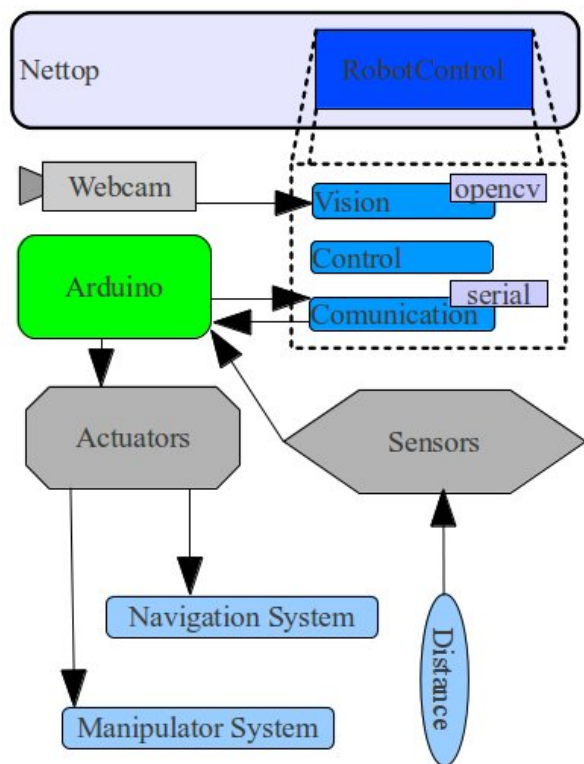 Nettop
RobotControl
Webcam
opencv
Vision
Control
Arduino
serial
Comunication
Actuators
Sensors
Navigation System
Distance
Manipulator System